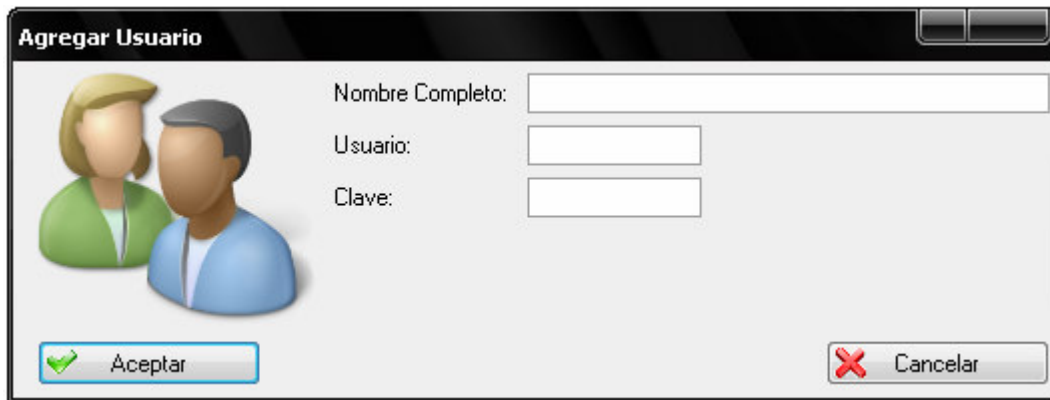 Agregar Usuario
Nombre Completo:
Usuario:
Clave:
Aceptar
Cancelar